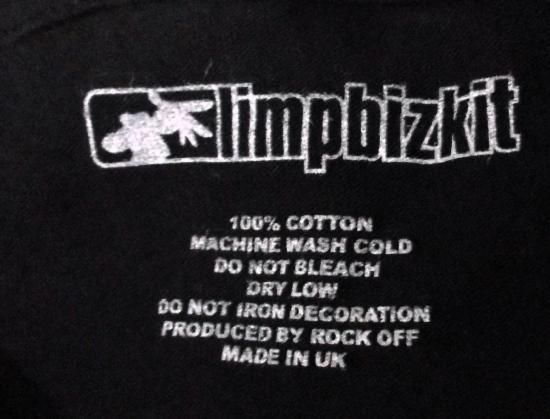 limpbizkit
100% COTTON
MACHINE WASH COLD
DO NOT BLEACH
DRY LOW
DO NOT IRON DECORATION
PRODUCED BY ROCK OFF
MADE IN UK